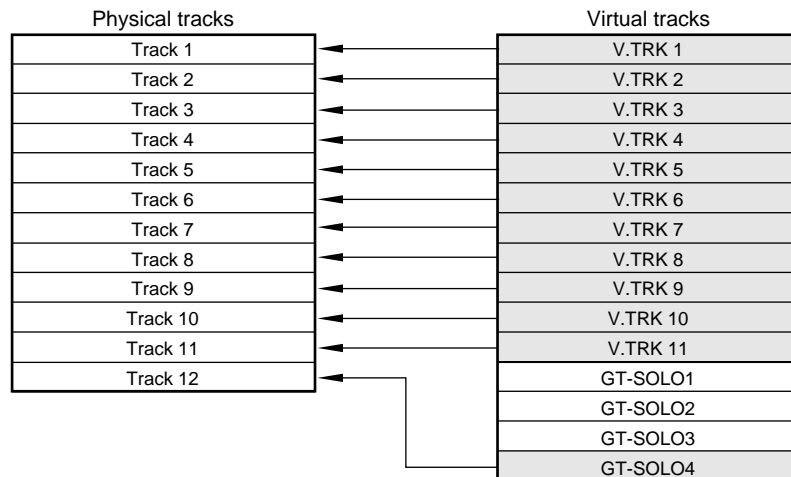 Physical tracks
Virtual tracks
Track 1
V.TRK 1
Track 2
V.TRK 2
Track 3
V.TRK 3
Track 4
V.TRK 4
Track 5
V.TRK 5
Track 6
V.TRK 6
Track 7
V.TRK 7
Track 8
V.TRK 8
Track 9
V.TRK 9
Track 10
V.TRK 10
Track 11
V.TRK 11
Track 12
GT-SOLO1
GT-SOLO2
GT-SOLO3
GT-SOLO4